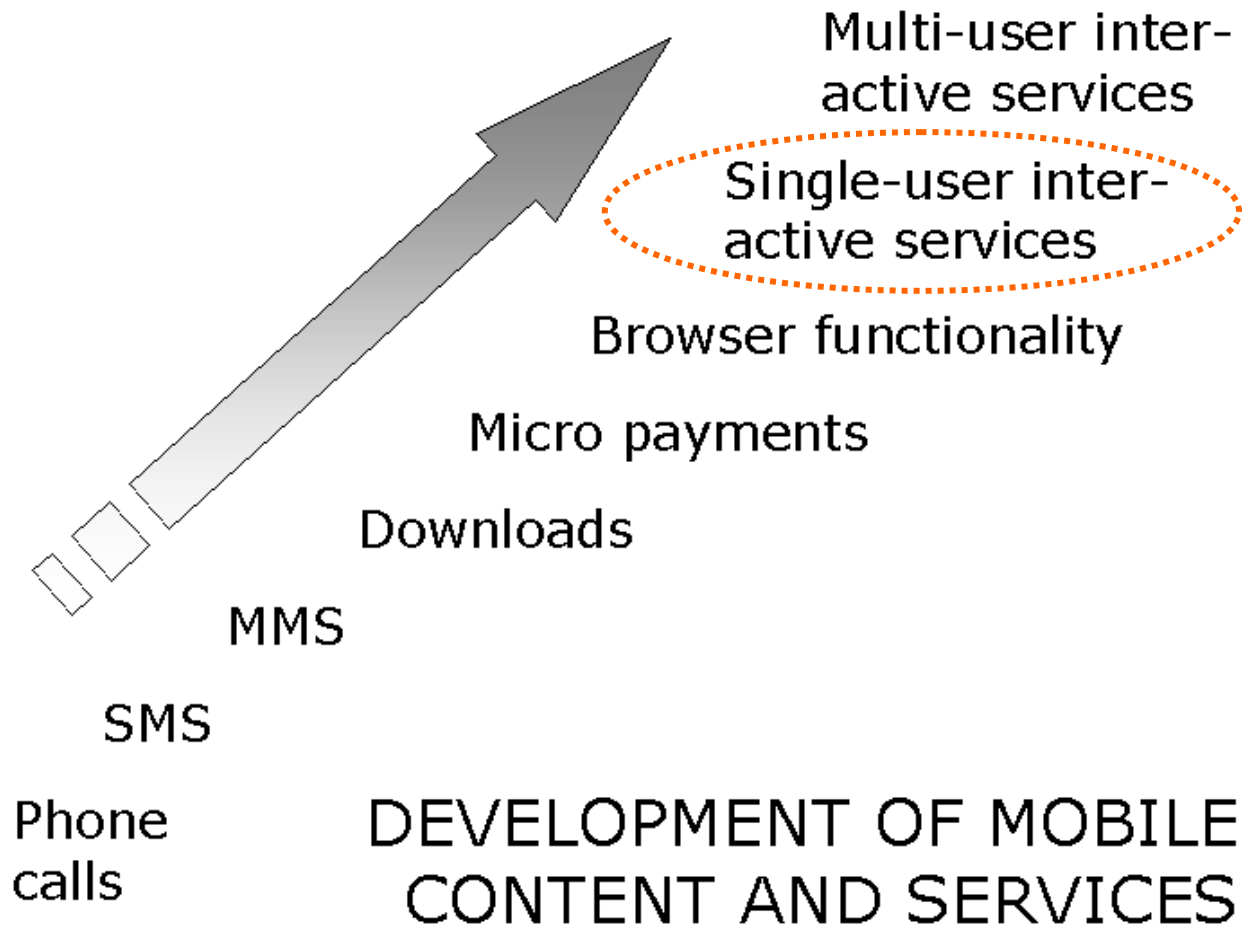 Multi-user inter-
active services
Single-user inter-
active services
Browser functionality
Micro payments
Downloads
MMS
SMS
Phone
calls
DEVELOPMENT OF MOBILE
CONTENT AND SERVICES